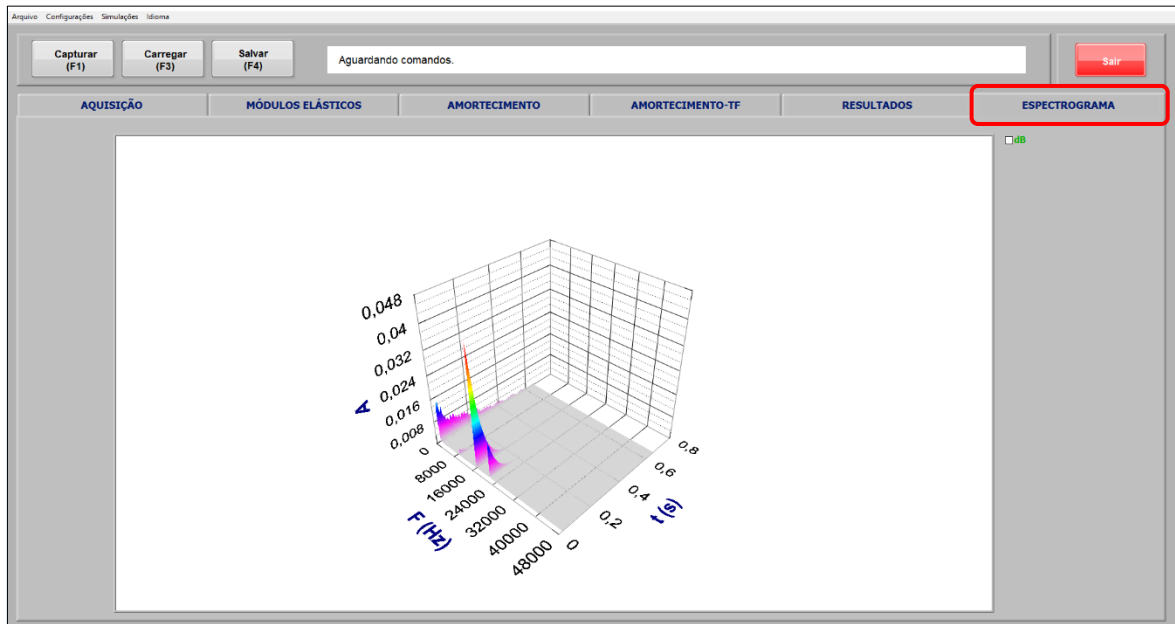 Arquivo Configurações Simulações Idioma
Capturar
(F1)
Carregar
(F3)
Salvar
(F4)
Aguardando comandos.
Sair
AQUISIÇÃO
MÓDULOS ELÁSTICOS
AMORTECIMENTO
AMORTECIMENTO-TF
RESULTADOS
ESPECTROGRAMA
dB
0,048
0,04
0,032
0,024
0,016
0,008
A
0
8000
16000
24000
32000
40000
48000
F (Hz)
0
0,2
0,4
0,6
0,8
t (s)